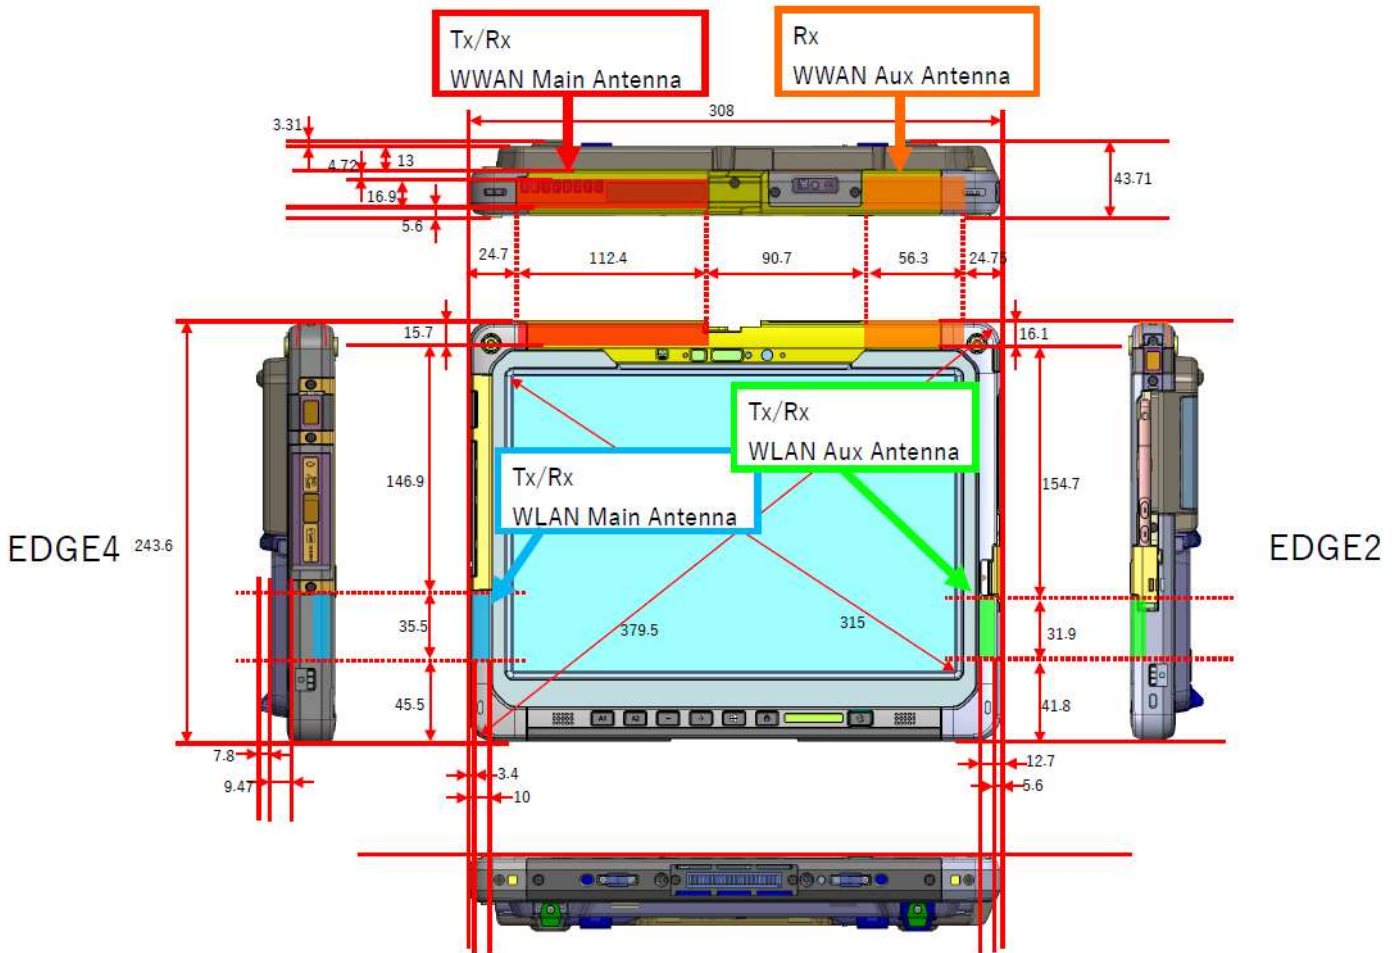 Tx/Rx
WWAN Main Antenna
Rx
WWAN Aux Antenna
308
3.31
4.72
13
16.9
5.6
43.71
24.7
112.4
90.7
56.3
24.75
15.7
16.1
Tx/Rx
WLAN Aux Antenna
Tx/Rx
WLAN Main Antenna
146.9
154.7
EDGE4
243.6
EDGE2
35.5
379.5
315
31.9
45.5
41.8
A1
A2
7.8
9.47
3.4
10
12.7
5.6